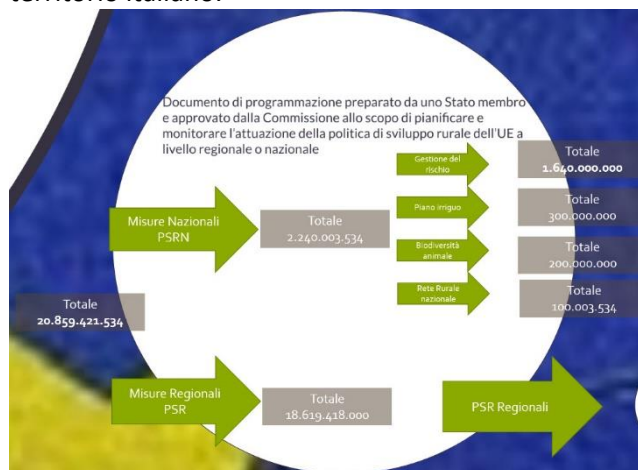 territorio italiano.
Documento di programmazione preparato da uno Stato membro
e approvato dalla Commissione allo scopo di pianificare e
monitorare l'attuazione della politica di sviluppo rurale dell'UE a
livello regionale o nazionale
Gestione del
rischio
Totale
1.640.000.000
Misure Nazionali
PSRN
Totale
2.240.003.534
Piano irriguo
Totale
300.000.000
Biodiversità
animale
Totale
200.000.000
Rete Rurale
nazionale
Totale
100.003.534
Totale
20.859.421.534
Misure Regionali
PSR
Totale
18.619.418.000
PSR Regionali